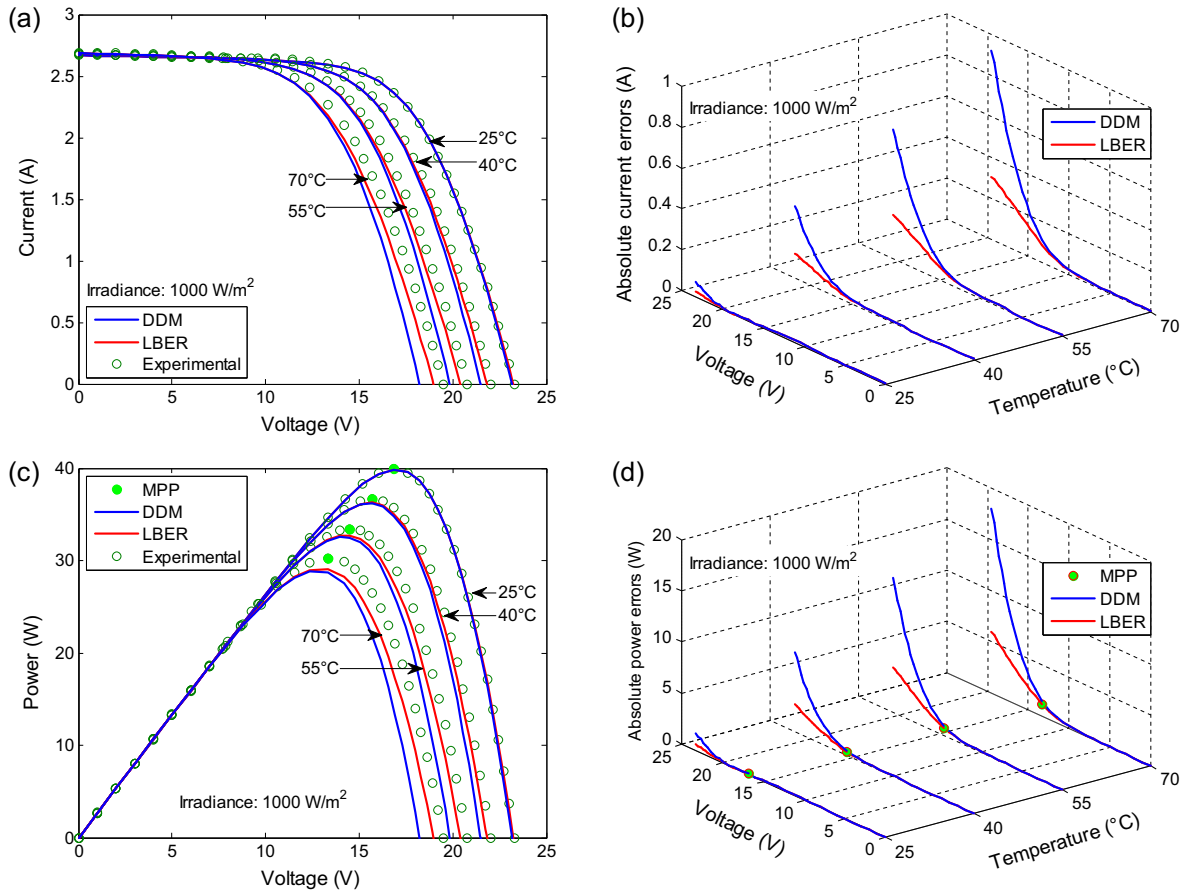 (a)
3
2.5
2
1.5
1
0.5
0
Current (A)
25°C
40°C
70°C
55°C
Irradiance: 1000 W/m²
DDM
LBER
Experimental
0 5 10 15 20 25
Voltage (V)
(b)
1
0.8
0.6
0.4
0.2
0
Absolute current errors (A)
Irradiance: 1000 W/m²
DDM
LBER
25 20 15 10 5 0
Voltage (V)
25 40 55 70
Temperature (°C)
(c)
40
30
20
10
0
Power (W)
MPP
DDM
LBER
Experimental
25°C
40°C
70°C
55°C
Irradiance: 1000 W/m²
0 5 10 15 20 25
Voltage (V)
(d)
20
15
10
5
0
Absolute power errors (W)
Irradiance: 1000 W/m²
MPP
DDM
LBER
25 20 15 10 5 0
Voltage (V)
25 40 55 70
Temperature (°C)